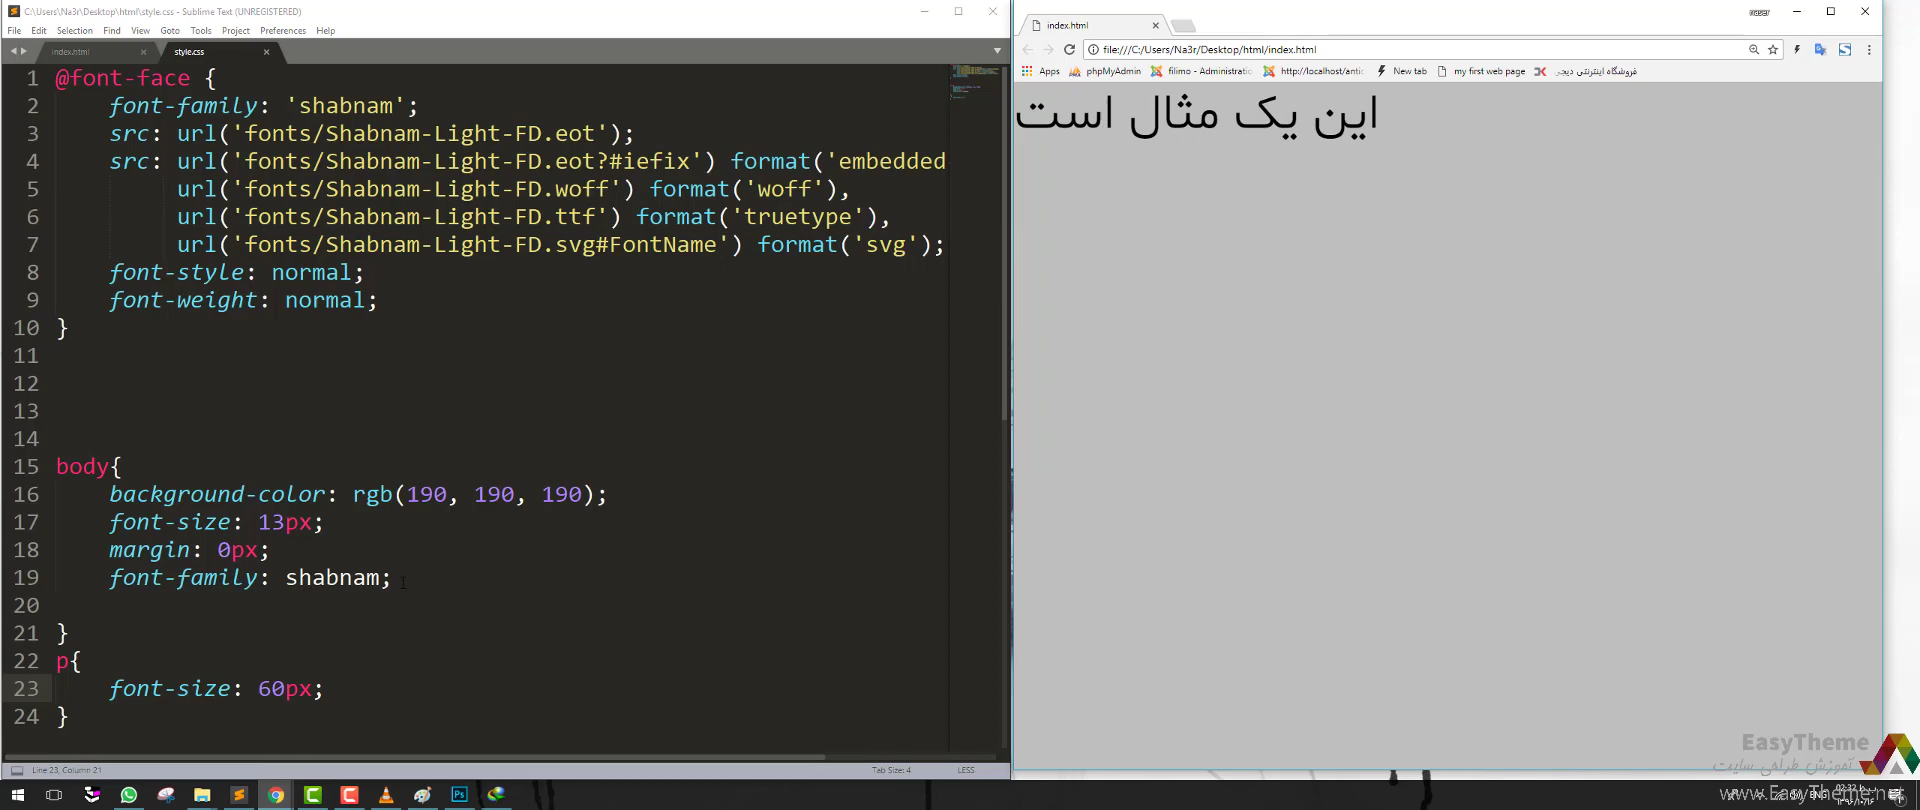 C:\Users\Na3r\Desktop\html\style.css - Sublime Text (UNREGISTERED)
File Edit Selection Find View Goto Tools Project Preferences Help
index.html
style.css
1 @font-face {
2 font-family: 'shabnam';
3 src: url('fonts/Shabnam-Light-FD.eot');
4 src: url('fonts/Shabnam-Light-FD.eot?#iefix') format('embedded
5 url('fonts/Shabnam-Light-FD.woff') format('woff'),
6 url('fonts/Shabnam-Light-FD.ttf') format('truetype'),
7 url('fonts/Shabnam-Light-FD.svg#FontName') format('svg');
8 font-style: normal;
9 font-weight: normal;
10 }
11
12
13
14
15 body{
16 background-color: rgb(190, 190, 190);
17 font-size: 13px;
18 margin: 0px;
19 font-family: shabnam;
20
21 }
22 p{
23 font-size: 60px;
24 }
Line 23, Column 21
Tab Size: 4
LESS
naser
index.html
file:///C:/Users/Na3r/Desktop/html/index.html
Apps phpMyAdmin filimo - Administratio http://localhost/antic New tab my first web page فروشگاه اینترنتی دیجی
این یک مثال است
EasyTheme
آموزش طراحی سایت
www.EasyTheme.net
ENG